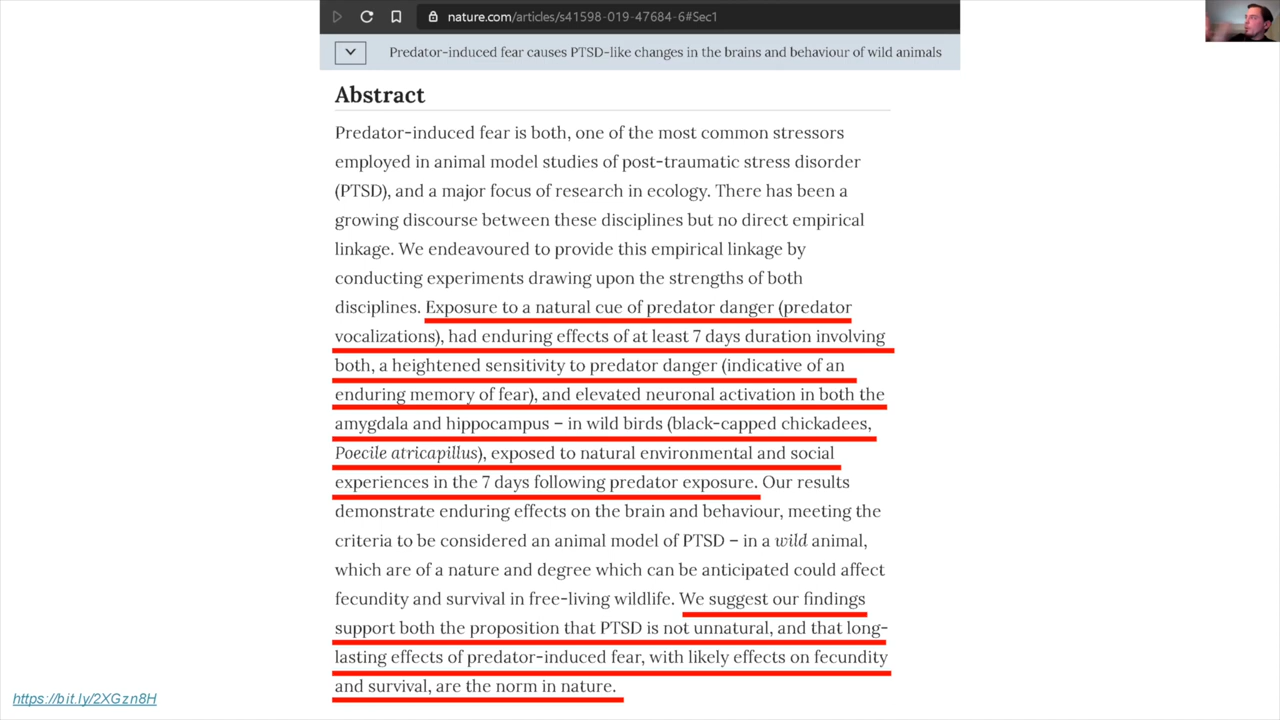 nature.com/articles/s41598-019-47684-6#Sec1
Predator-induced fear causes PTSD-like changes in the brains and behaviour of wild animals
Abstract
Predator-induced fear is both, one of the most common stressors
employed in animal model studies of post-traumatic stress disorder
(PTSD), and a major focus of research in ecology. There has been a
growing discourse between these disciplines but no direct empirical
linkage. We endeavoured to provide this empirical linkage by
conducting experiments drawing upon the strengths of both
disciplines. Exposure to a natural cue of predator danger (predator
vocalizations), had enduring effects of at least 7 days duration involving
both, a heightened sensitivity to predator danger (indicative of an
enduring memory of fear), and elevated neuronal activation in both the
amygdala and hippocampus – in wild birds (black-capped chickadees,
Poecile atricapillus), exposed to natural environmental and social
experiences in the 7 days following predator exposure. Our results
demonstrate enduring effects on the brain and behaviour, meeting the
criteria to be considered an animal model of PTSD – in a wild animal,
which are of a nature and degree which can be anticipated could affect
fecundity and survival in free-living wildlife. We suggest our findings
support both the proposition that PTSD is not unnatural, and that long-
lasting effects of predator-induced fear, with likely effects on fecundity
and survival, are the norm in nature.
https://bit.ly/2XGzn8H